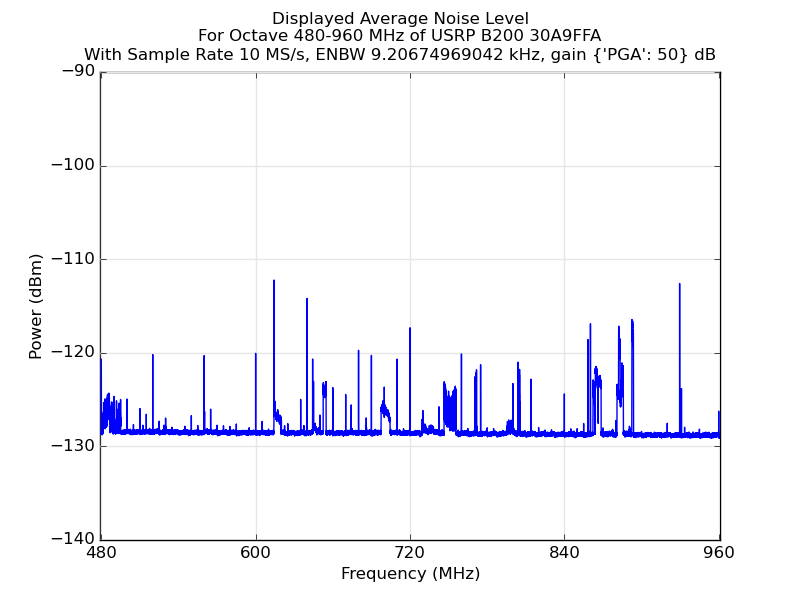 Displayed Average Noise Level
For Octave 480-960 MHz of USRP B200 30A9FFA
With Sample Rate 10 MS/s, ENBW 9.20674969042 kHz, gain {'PGA': 50} dB
−90
−100
−110
−120
−130
−140
Power (dBm)
480 600 720 840 960
Frequency (MHz)